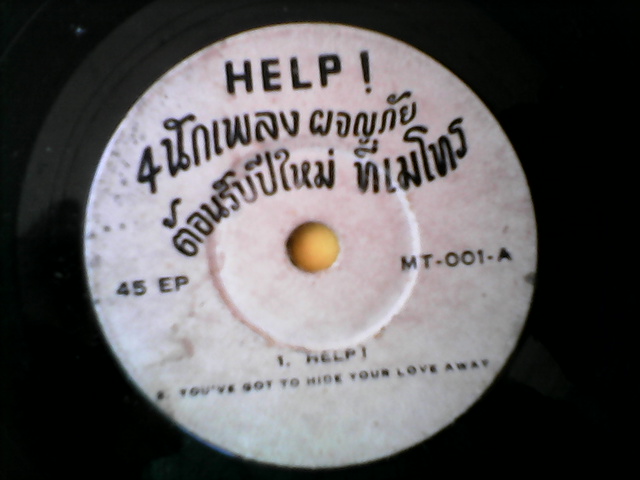 HELP!
4 นักเพลง ผจญภัย
ต้อนรับปีใหม่ ที่เมโทร
45 EP
MT-001-A
1. HELP!
2. YOU'VE GOT TO HIDE YOUR LOVE AWAY